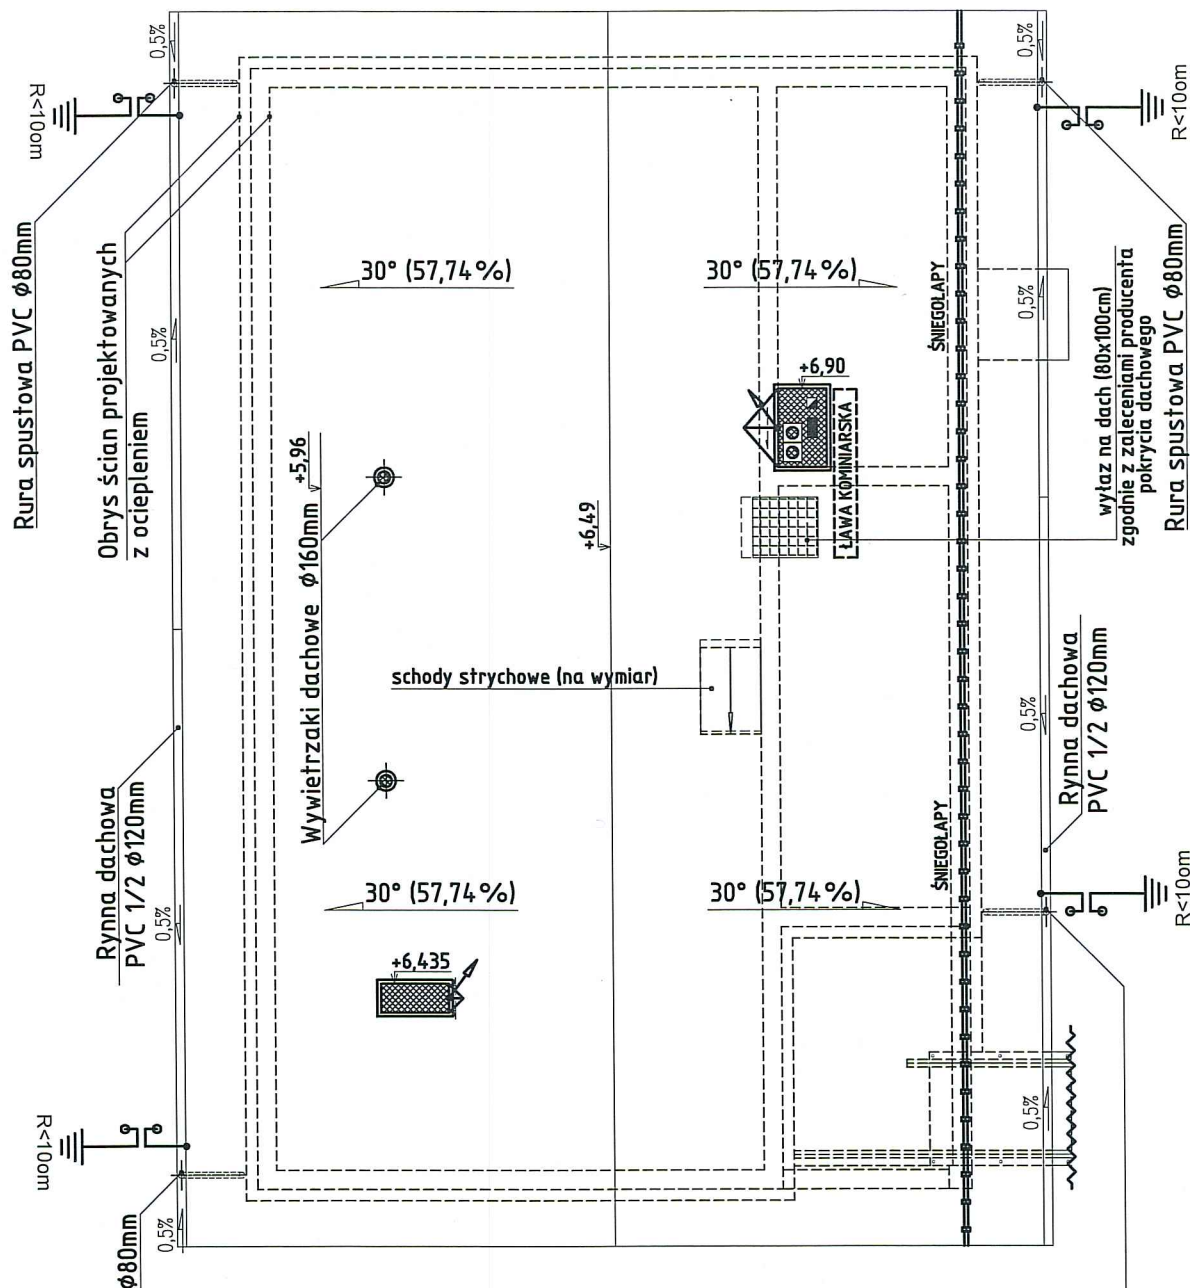 0,5%
0,5%
R<10om
R<10om
Rura spustowa PVC ϕ80mm
Obrys ścian projektowanych
z ociepleniem
0,5%
30° (57,74%)
30° (57,74%)
ŚNIEGOŁAPY
0,5%
wyłaz na dach (80x100cm)
zgodnie z zaleceniami producenta
pokrycia dachowego
Rura spustowa PVC ϕ80mm
+6,90
ŁAWA KOMINIARSKA
+5,96
Wywietrzaki dachowe ϕ160mm
+6,49
schody strychowe (na wymiar)
Rynna dachowa
PVC 1/2 ϕ120mm
0,5%
Rynna dachowa
PVC 1/2 ϕ120mm
0,5%
30° (57,74%)
30° (57,74%)
ŚNIEGOŁAPY
R<10om
+6,435
R<10om
0,5%
ϕ80mm
0,5%